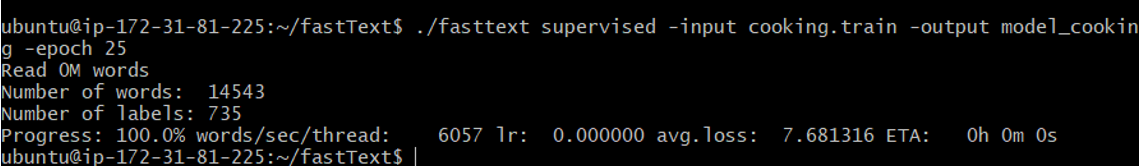 ubuntu@ip-172-31-81-225:~/fastText$ ./fasttext supervised -input cooking.train -output model_cookin
g -epoch 25
Read 0M words
Number of words:  14543
Number of labels: 735
Progress: 100.0% words/sec/thread:    6057 lr:  0.000000 avg.loss:  7.681316 ETA:   0h 0m 0s
ubuntu@ip-172-31-81-225:~/fastText$